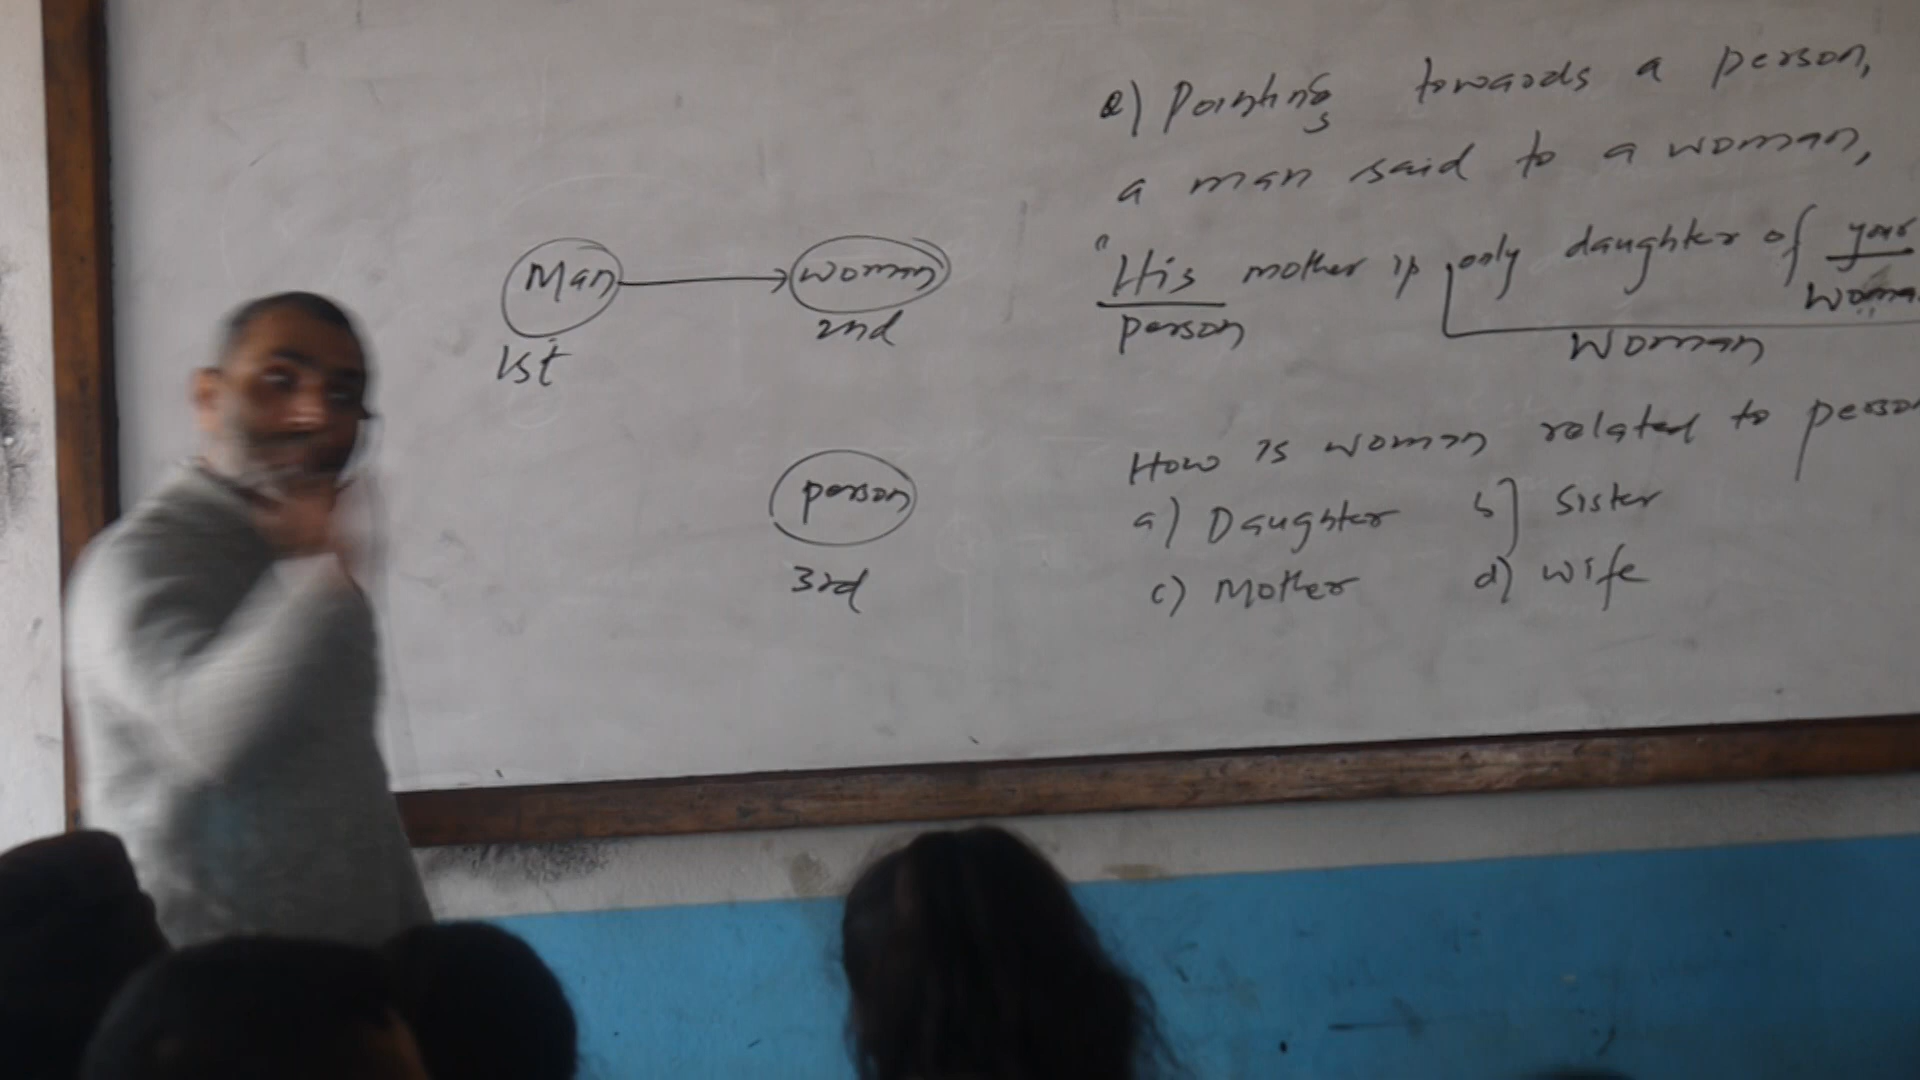 Man
woman
1st
2nd
person
3rd
Q) Pointing towards a person,
a man said to a woman,
"His mother is only daughter of your
person
woman
Woman
How is woman related to person
a) Daughter b) Sister
c) Mother d) wife